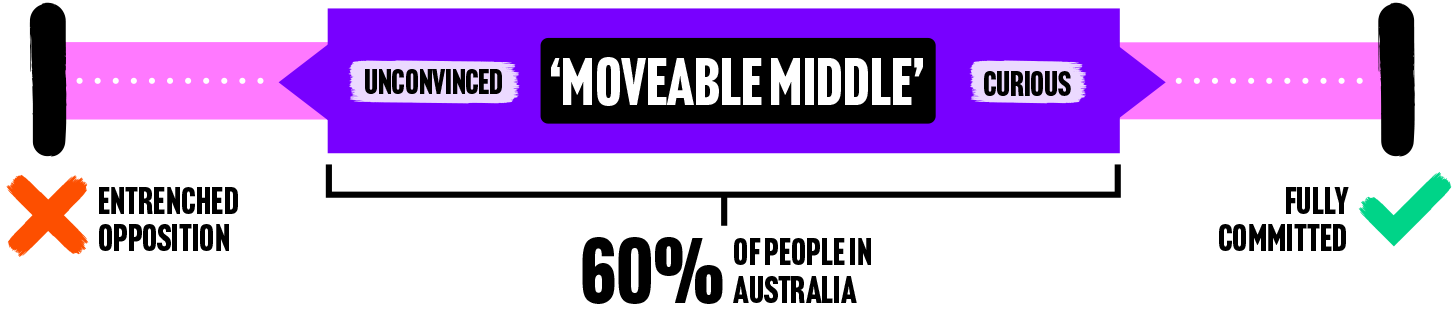 UNCONVINCED
‘MOVEABLE MIDDLE’
CURIOUS
ENTRENCHED
OPPOSITION
FULLY
COMMITTED
60%
OF PEOPLE IN
AUSTRALIA